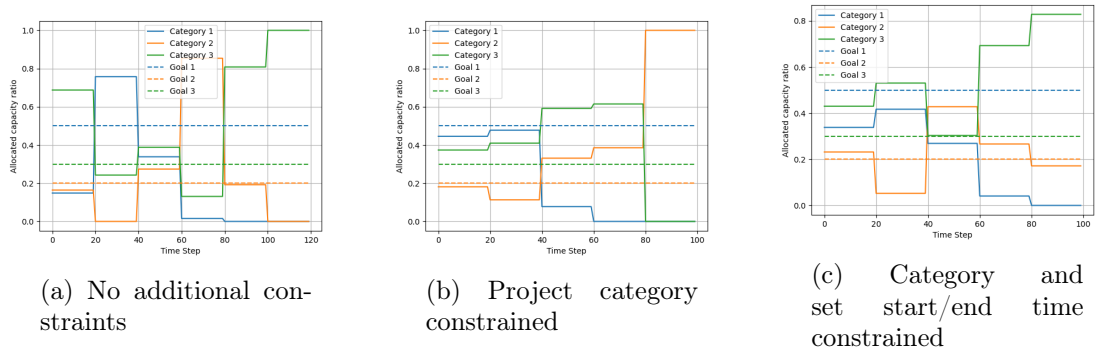 1.0
0.8
0.6
0.4
0.2
0.0
Allocated capacity ratio
Category 1
Category 2
Category 3
Goal 1
Goal 2
Goal 3
0 20 40 60 80 100 120
Time Step
(a) No additional con-
straints
1.0
0.8
0.6
0.4
0.2
0.0
Allocated capacity ratio
Category 1
Category 2
Category 3
Goal 1
Goal 2
Goal 3
0 20 40 60 80 100
Time Step
(b) Project category
constrained
0.8
0.6
0.4
0.2
0.0
Allocated capacity ratio
Category 1
Category 2
Category 3
Goal 1
Goal 2
Goal 3
0 20 40 60 80 100
Time Step
(c) Category and
set start/end time
constrained